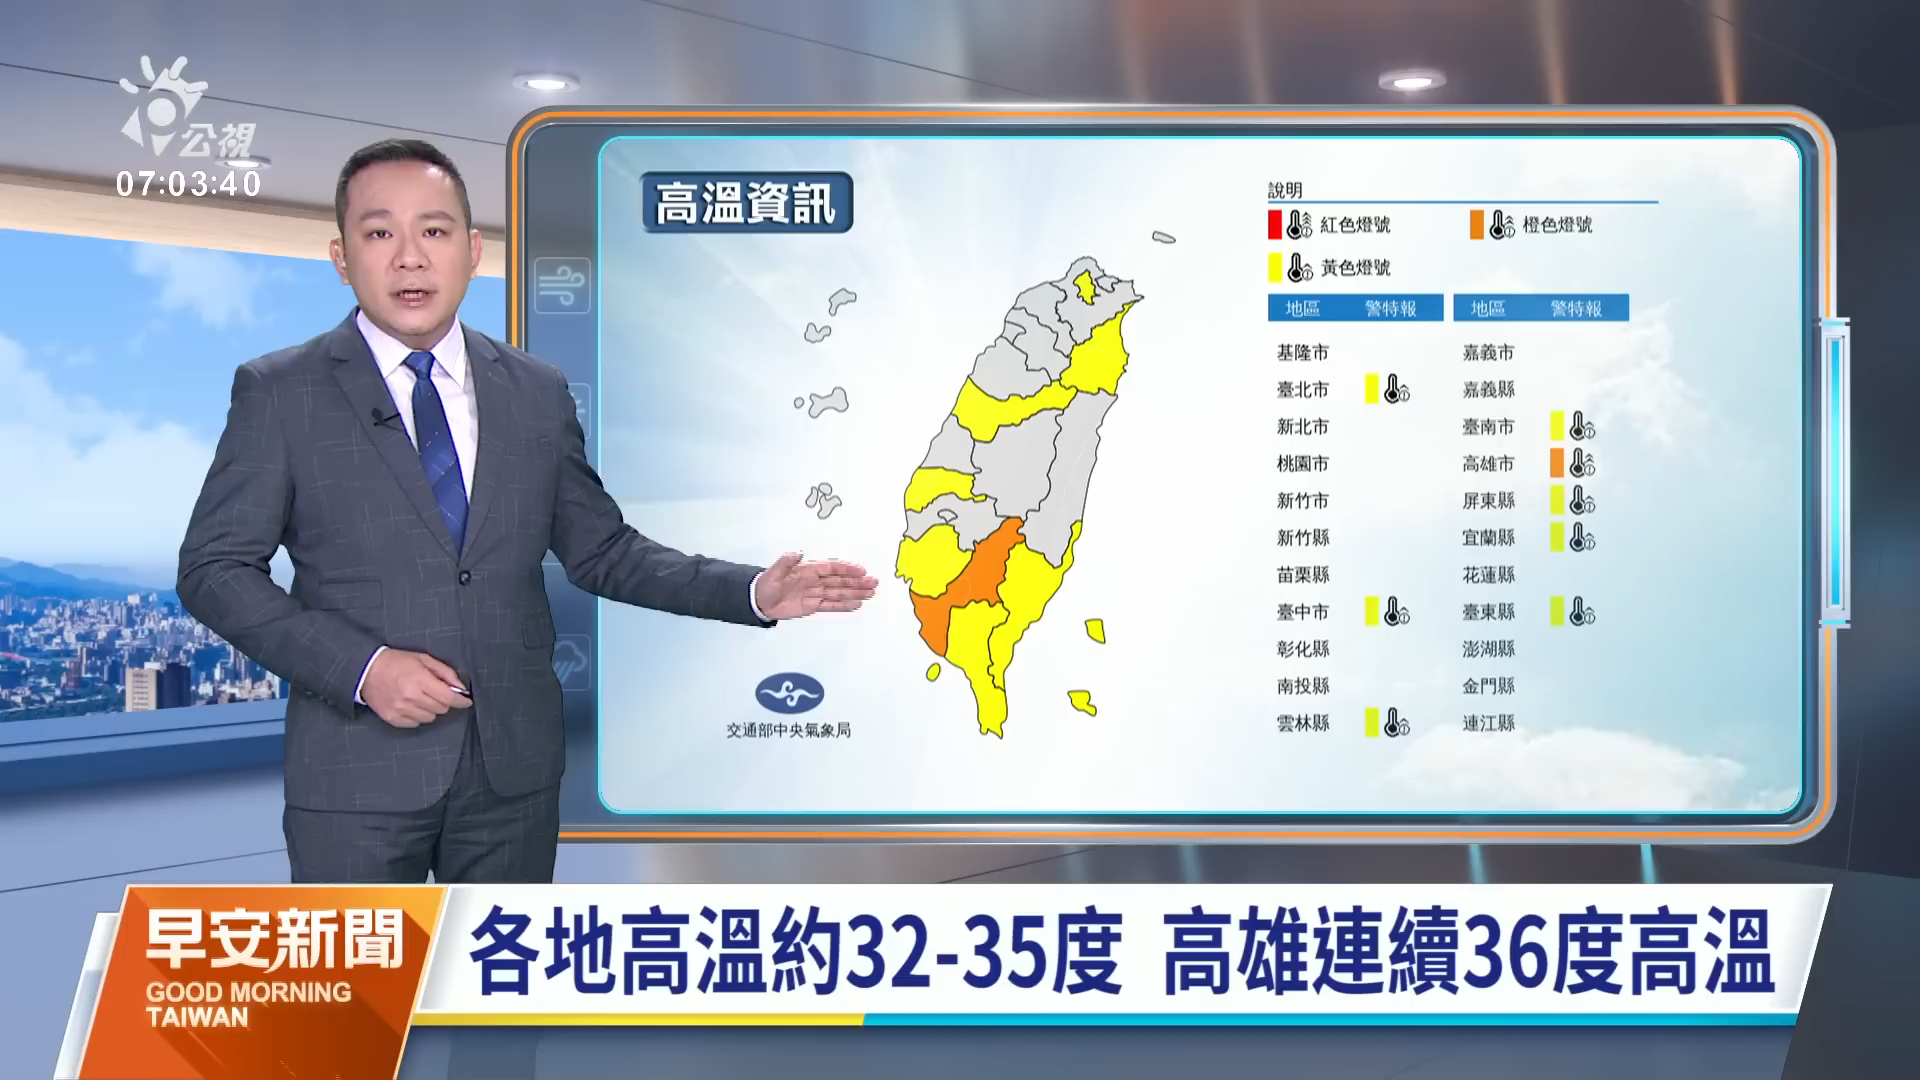 公視
07:03:40
高溫資訊
說明
紅色燈號
橙色燈號
黃色燈號
地區 警特報 地區 警特報
基隆市 嘉義市
臺北市 嘉義縣
新北市 臺南市
桃園市 高雄市
新竹市 屏東縣
新竹縣 宜蘭縣
苗栗縣 花蓮縣
臺中市 臺東縣
彰化縣 澎湖縣
南投縣 金門縣
雲林縣 連江縣
交通部中央氣象局
早安新聞
GOOD MORNING
TAIWAN
各地高溫約32-35度 高雄連續36度高溫